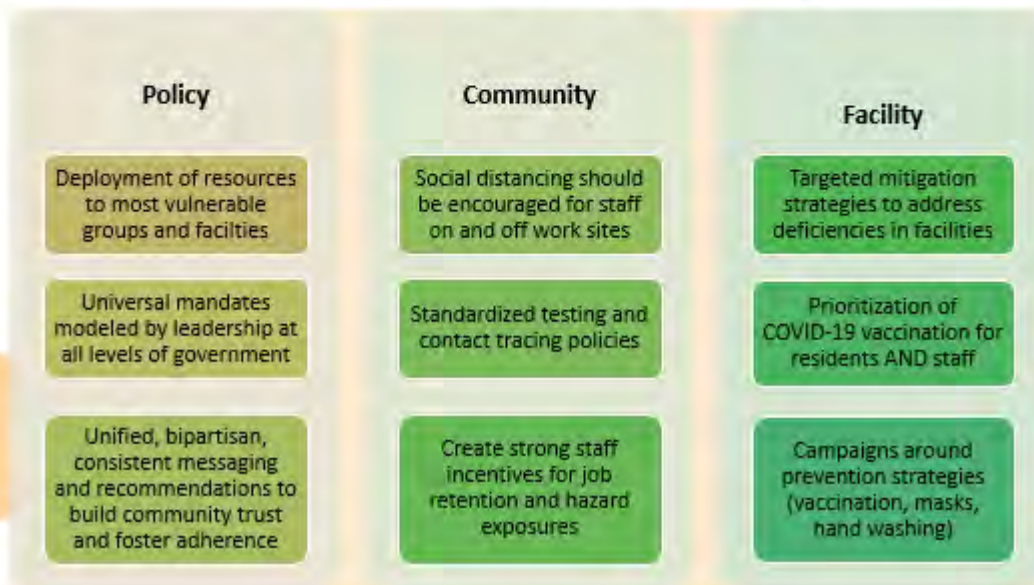 Policy
Deployment of resources
to most vulnerable
groups and facilties
Universal mandates
modeled by leadership at
all levels of government
Unified, bipartisan,
consistent messaging
and recommendations to
build community trust
and foster adherence
Community
Social distancing should
be encouraged for staff
on and off work sites
Standardized testing and
contact tracing policies
Create strong staff
incentives for job
retention and hazard
exposures
Facility
Targeted mitigation
strategies to address
deficiencies in facilities
Prioritization of
COVID-19 vaccination for
residents AND staff
Campaigns around
prevention strategies
(vaccination, masks,
hand washing)